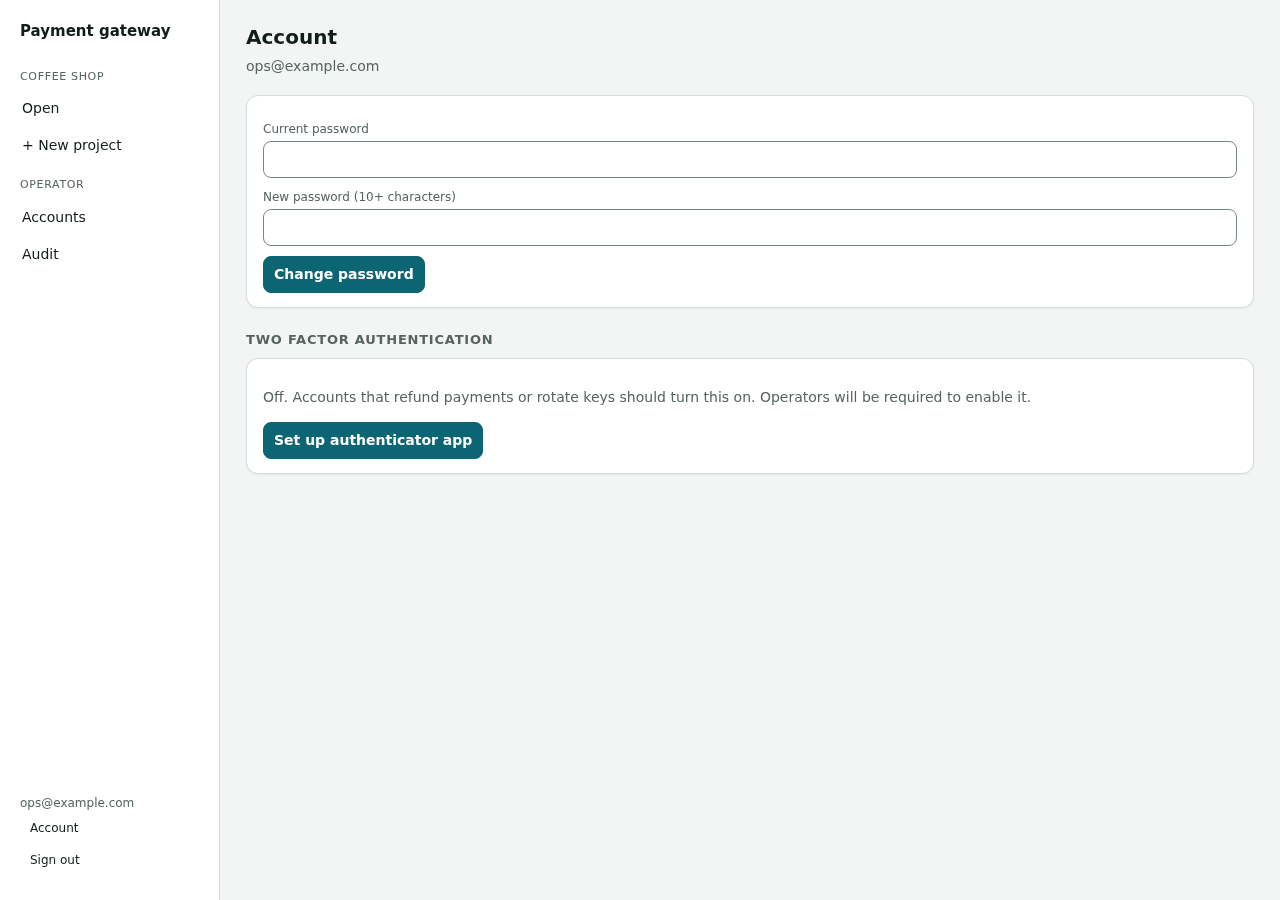 Payment gateway
COFFEE SHOP
Open
+ New project
OPERATOR
Accounts
Audit
ops@example.com
Account
Sign out
Account
ops@example.com
Current password
New password (10+ characters)
Change password
TWO FACTOR AUTHENTICATION
Off. Accounts that refund payments or rotate keys should turn this on. Operators will be required to enable it.
Set up authenticator app